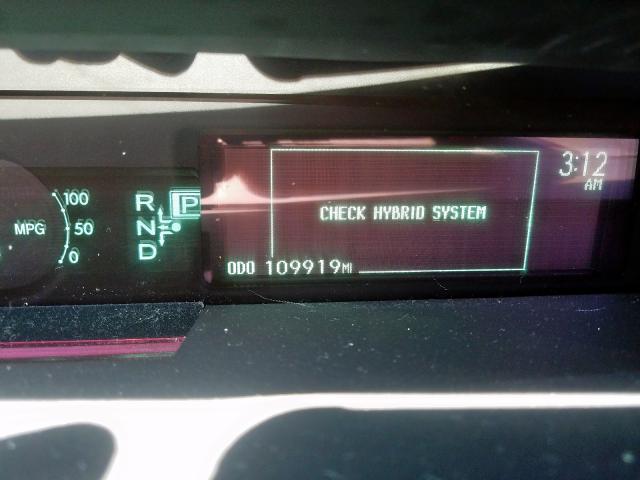 3:12
AM
100
MPG 50
0
R
P
N
D
CHECK HYBRID SYSTEM
ODO 109919MI